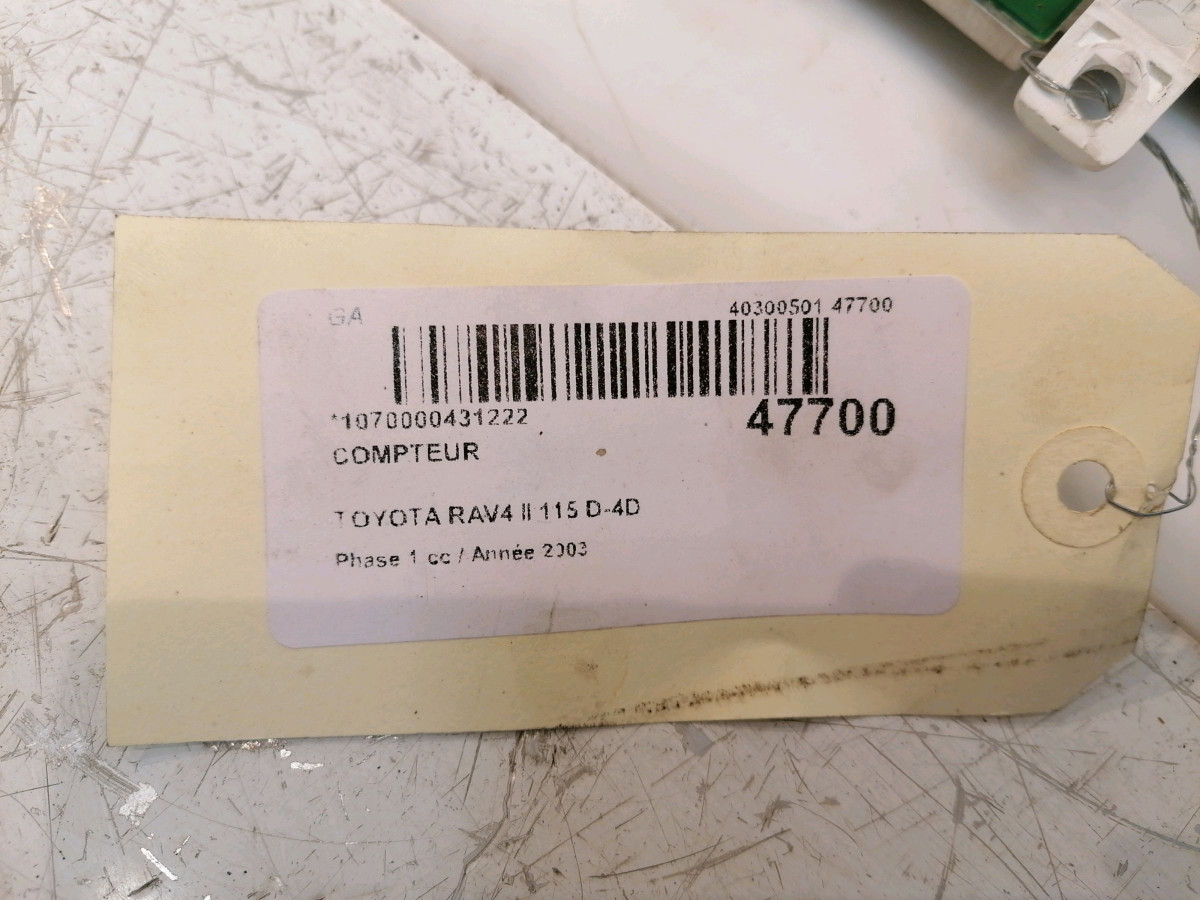 GA
40300501 47700
*1070000431222
47700
COMPTEUR
TOYOTA RAV4 II 115 D-4D
Phase 1 cc / Année 2003